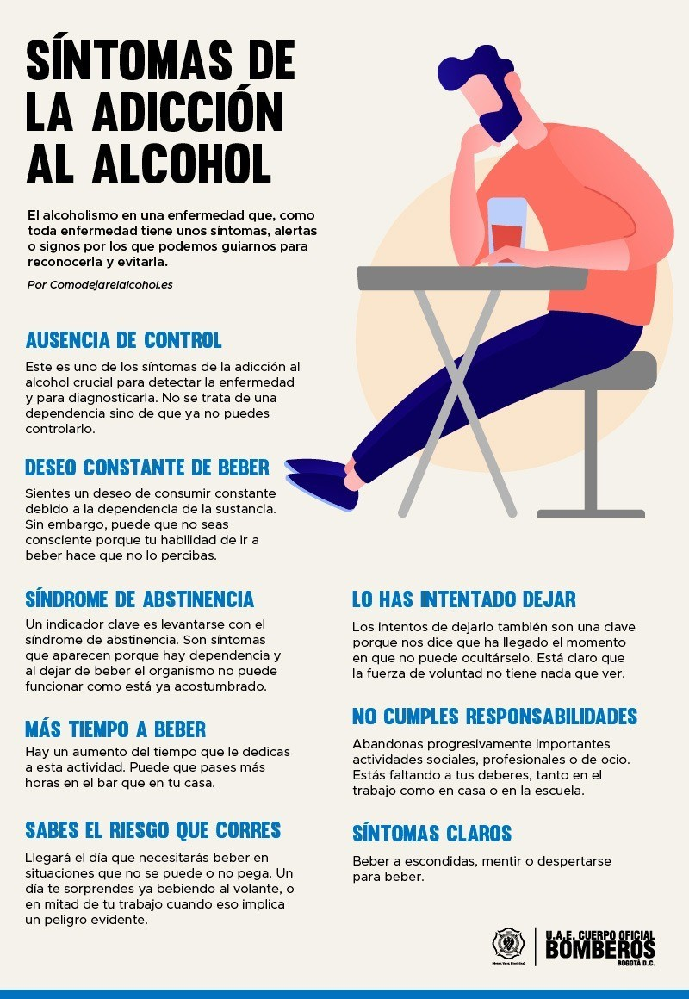 SÍNTOMAS DE
LA ADICCIÓN
AL ALCOHOL
El alcoholismo en una enfermedad que, como
toda enfermedad tiene unos síntomas, alertas
o signos por los que podemos guiarnos para
reconocerla y evitarla.
Por Comodejarelalcohol.es
AUSENCIA DE CONTROL
Este es uno de los síntomas de la adicción al
alcohol crucial para detectar la enfermedad
y para diagnosticarla. No se trata de una
dependencia sino de que ya no puedes
controlarlo.
DESEO CONSTANTE DE BEBER
Sientes un deseo de consumir constante
debido a la dependencia de la sustancia.
Sin embargo, puede que no seas
consciente porque tu habilidad de ir a
beber hace que no lo percibas.
SÍNDROME DE ABSTINENCIA
Un indicador clave es levantarse con el
síndrome de abstinencia. Son síntomas
que aparecen porque hay dependencia y
al dejar de beber el organismo no puede
funcionar como está ya acostumbrado.
MÁS TIEMPO A BEBER
Hay un aumento del tiempo que le dedicas
a esta actividad. Puede que pases más
horas en el bar que en tu casa.
SABES EL RIESGO QUE CORRES
Llegará el día que necesitarás beber en
situaciones que no se puede o no pega. Un
día te sorprendes ya bebiendo al volante, o
en mitad de tu trabajo cuando eso implica
un peligro evidente.
LO HAS INTENTADO DEJAR
Los intentos de dejarlo también son una clave
porque nos dice que ha llegado el momento
en que no puede ocultárselo. Está claro que
la fuerza de voluntad no tiene nada que ver.
NO CUMPLES RESPONSABILIDADES
Abandonas progresivamente importantes
actividades sociales, profesionales o de ocio.
Estás faltando a tus deberes, tanto en el
trabajo como en casa o en la escuela.
SÍNTOMAS CLAROS
Beber a escondidas, mentir o despertarse
para beber.
U.A.E. CUERPO OFICIAL
BOMBEROS
BOGOTÁ D.C.